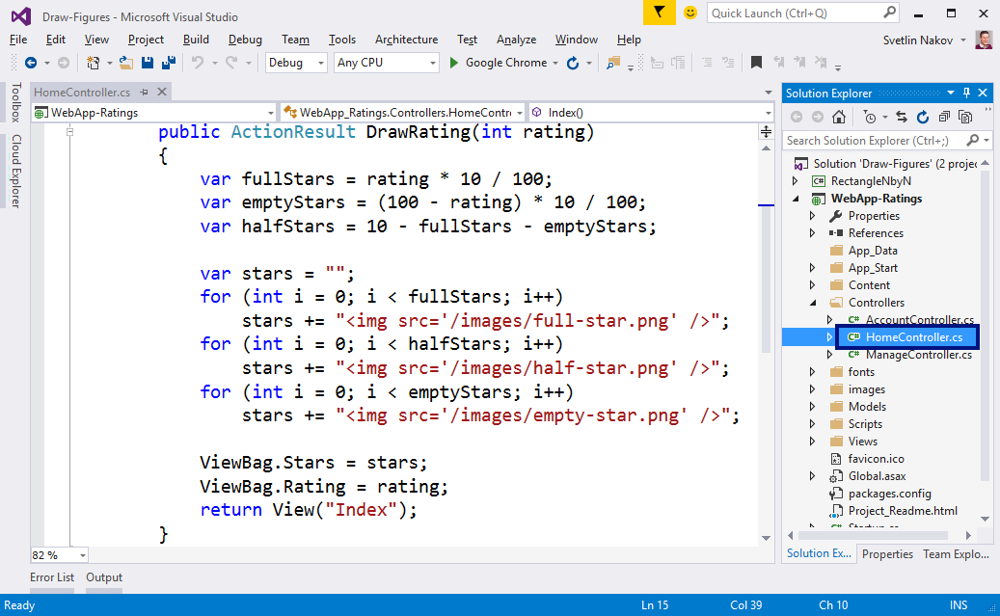 Draw-Figures - Microsoft Visual Studio
Quick Launch (Ctrl+Q)
File Edit View Project Build Debug Team Tools Architecture Test Analyze Window Help
Svetlin Nakov
Debug Any CPU Google Chrome
Toolbox
Cloud Explorer
HomeController.cs
WebApp-Ratings WebApp_Ratings.Controllers.HomeContro Index()
public ActionResult DrawRating(int rating)
{
var fullStars = rating * 10 / 100;
var emptyStars = (100 - rating) * 10 / 100;
var halfStars = 10 - fullStars - emptyStars;
var stars = "";
for (int i = 0; i < fullStars; i++)
stars += "<img src='/images/full-star.png' />";
for (int i = 0; i < halfStars; i++)
stars += "<img src='/images/half-star.png' />";
for (int i = 0; i < emptyStars; i++)
stars += "<img src='/images/empty-star.png' />";
ViewBag.Stars = stars;
ViewBag.Rating = rating;
return View("Index");
}
82 %
Solution Explorer
Search Solution Explorer (Ctrl+;)
Solution 'Draw-Figures' (2 projec
C# RectangleNbyN
WebApp-Ratings
Properties
References
App_Data
App_Start
Content
Controllers
C# AccountController.cs
C# HomeController.cs
C# ManageController.cs
fonts
images
Models
Scripts
Views
favicon.ico
Global.asax
packages.config
Project_Readme.html
Solution Ex... Properties Team Explo...
Error List Output
Ready Ln 15 Col 39 Ch 10 INS